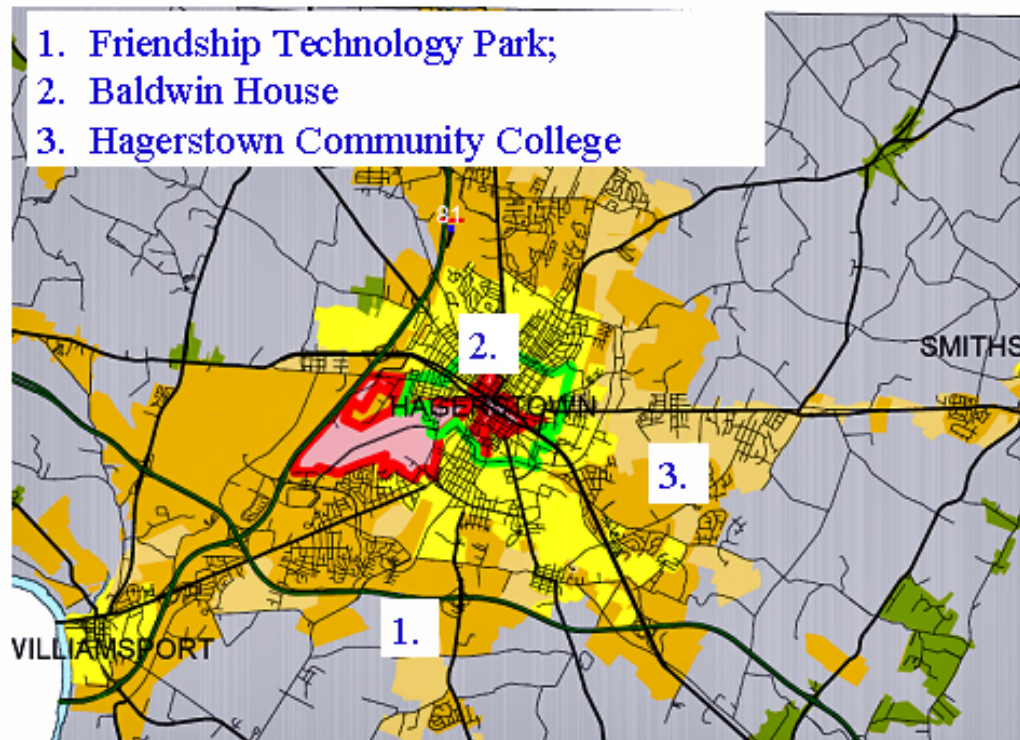 1. Friendship Technology Park;
2. Baldwin House
3. Hagerstown Community College
81
2.
SMITHS
HAGERSTOWN
3.
1.
WILLIAMSPORT